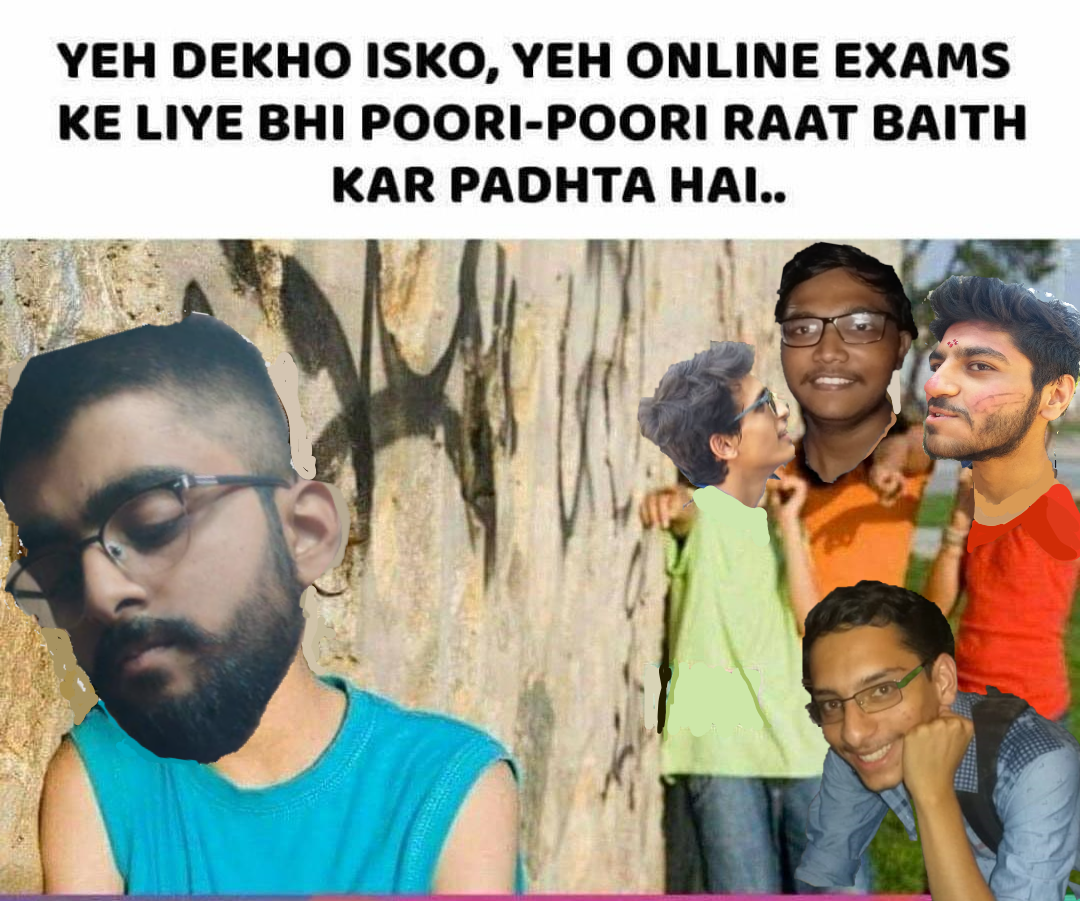 YEH DEKHO ISKO, YEH ONLINE EXAMS
KE LIYE BHI POORI-POORI RAAT BAITH
KAR PADHTA HAI..